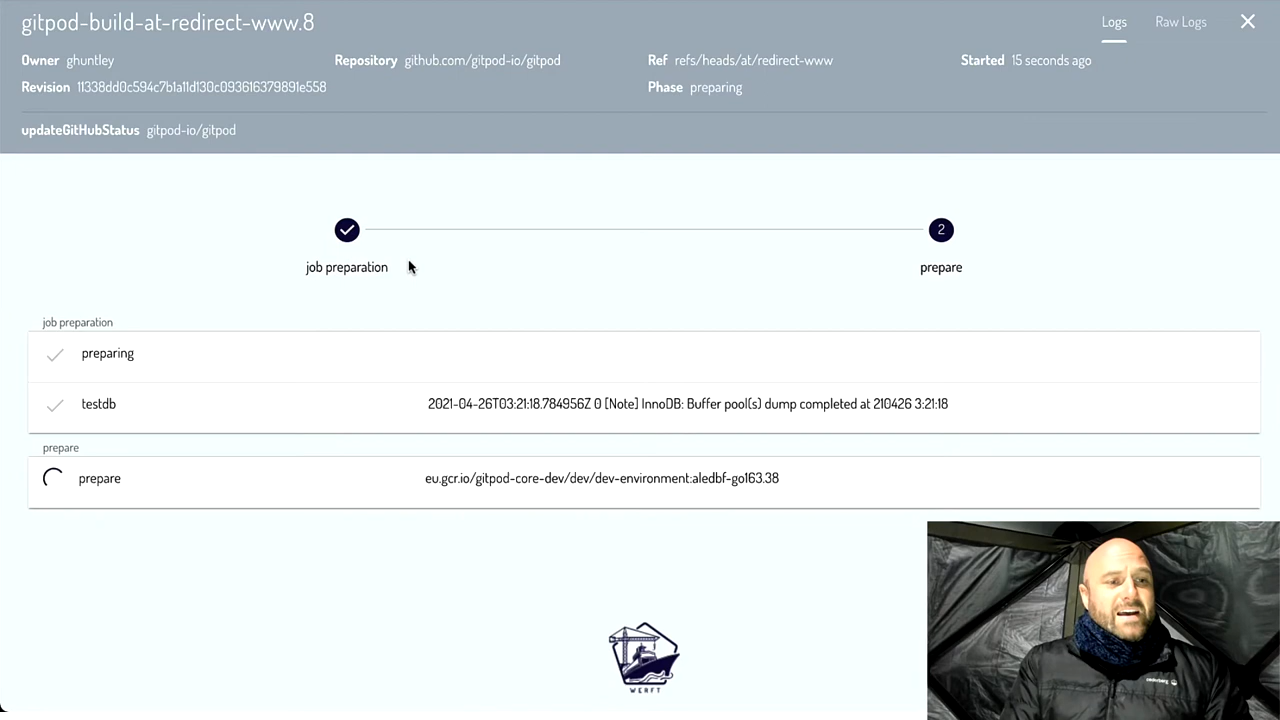 gitpod-build-at-redirect-www.8
Logs
Raw Logs
Owner ghuntley
Repository github.com/gitpod-io/gitpod
Ref refs/heads/at/redirect-www
Started 15 seconds ago
Revision 11338dd0c594c7b1a11d130c093616379891e558
Phase preparing
updateGitHubStatus gitpod-io/gitpod
2
job preparation
prepare
job preparation
preparing
testdb 2021-04-26T03:21:18.784956Z 0 [Note] InnoDB: Buffer pool(s) dump completed at 210426 3:21:18
prepare
prepare eu.gcr.io/gitpod-core-dev/dev/dev-environment:aledbf-go163.38
WERFT